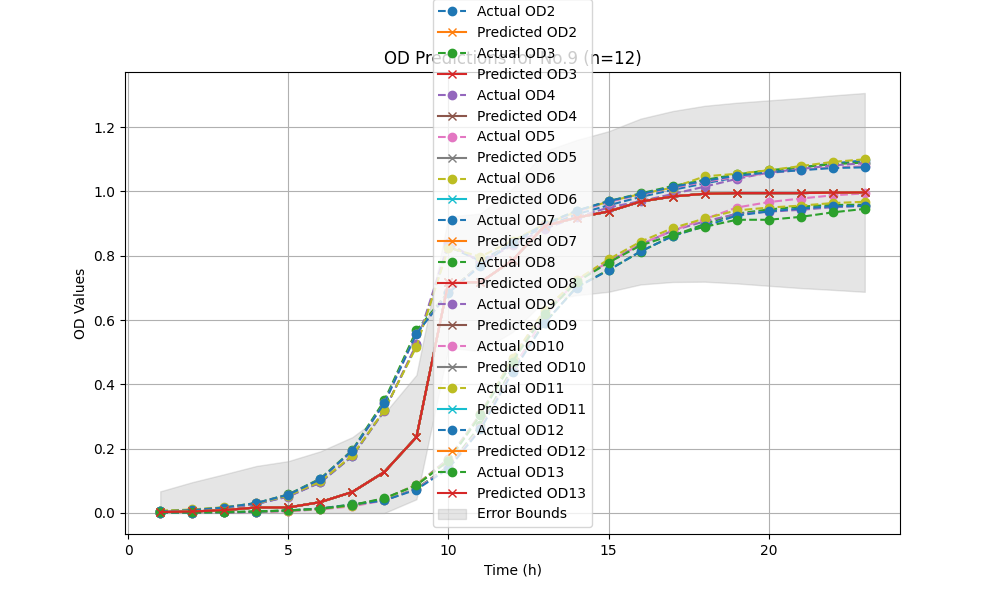 Actual OD2
Predicted OD2
Actual OD3
OD Predictions for No.9 (n=12)
Predicted OD3
Actual OD4
Predicted OD4
Actual OD5
Predicted OD5
Actual OD6
Predicted OD6
Actual OD7
Predicted OD7
Actual OD8
Predicted OD8
Actual OD9
Predicted OD9
Actual OD10
Predicted OD10
Actual OD11
Predicted OD11
Actual OD12
Predicted OD12
Actual OD13
Predicted OD13
Error Bounds
OD Values
1.2
1.0
0.8
0.6
0.4
0.2
0.0
0 5 10 15 20
Time (h)